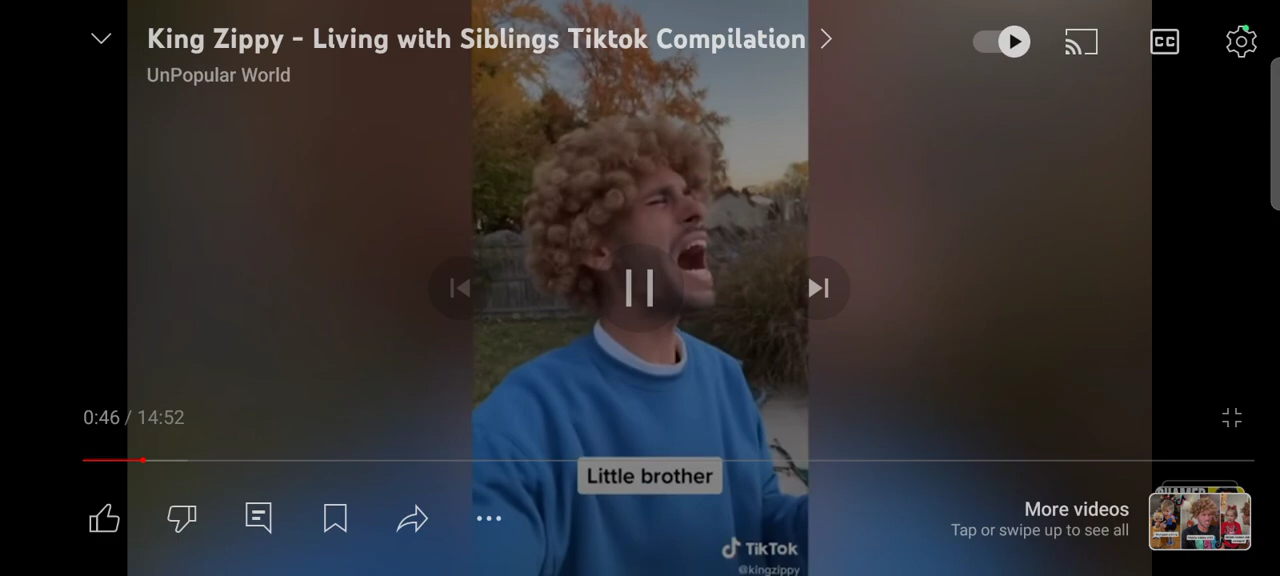 King Zippy - Living with Siblings Tiktok Compilation
UnPopular World
CC
0:46 / 14:52
Little brother
More videos
Tap or swipe up to see all
TikTok
@kingzippy